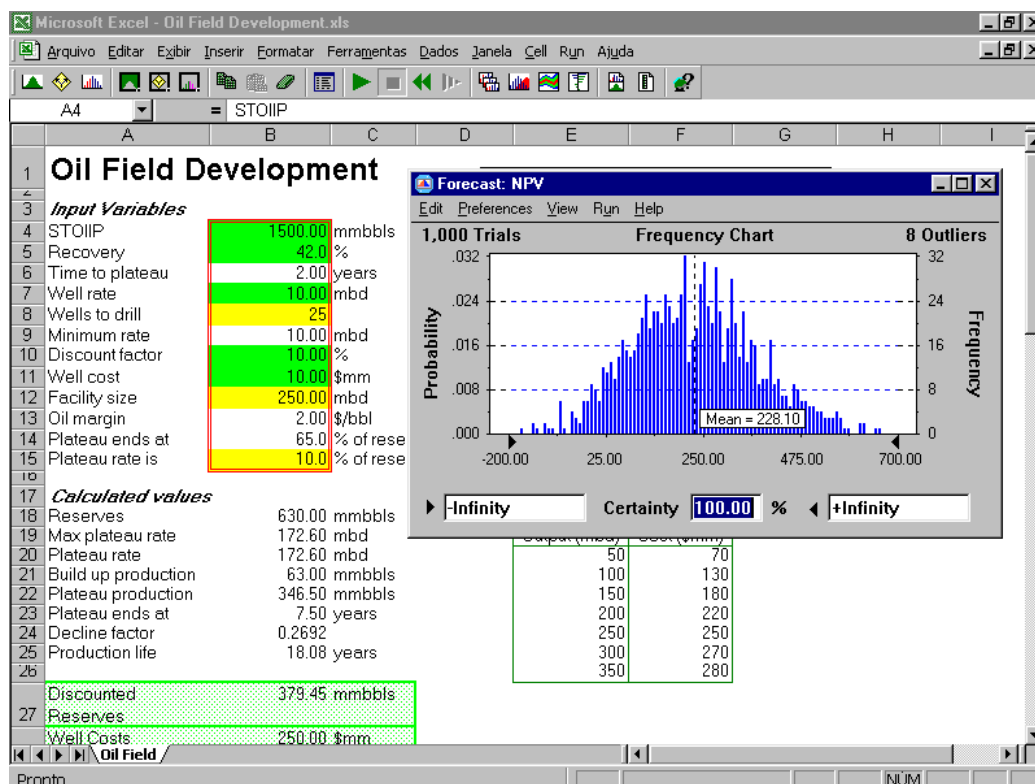 Microsoft Excel - Oil Field Development.xls
Arquivo Editar Exibir Inserir Formatar Ferramentas Dados Janela Cell Run Ajuda
A4 = STOIIP
A B C D E F G H I
1 Oil Field Development
2
3 Input Variables
4 STOIIP 1500.00 mmbbls
5 Recovery 42.0 %
6 Time to plateau 2.00 years
7 Well rate 10.00 mbd
8 Wells to drill 25
9 Minimum rate 10.00 mbd
10 Discount factor 10.00 %
11 Well cost 10.00 $mm
12 Facility size 250.00 mbd
13 Oil margin 2.00 $/bbl
14 Plateau ends at 65.0 % of rese
15 Plateau rate is 10.0 % of rese
16
17 Calculated values
18 Reserves 630.00 mmbbls
19 Max plateau rate 172.60 mbd
20 Plateau rate 172.60 mbd
21 Build up production 63.00 mmbbls
22 Plateau production 346.50 mmbbls
23 Plateau ends at 7.50 years
24 Decline factor 0.2692
25 Production life 18.08 years
26
27 Discounted Reserves 379.45 mmbbls
Well Costs 250.00 $mm
Forecast: NPV
Edit Preferences View Run Help
1,000 Trials Frequency Chart 8 Outliers
Probability
.032
.024
.016
.008
.000
Frequency
32
24
16
8
0
Mean = 228.10
-200.00 25.00 250.00 475.00 700.00
-Infinity Certainty 100.00 % +Infinity
Output (mbd) Cost ($mm)
50 70
100 130
150 180
200 220
250 250
300 270
350 280
Oil Field
Pronto NÚM